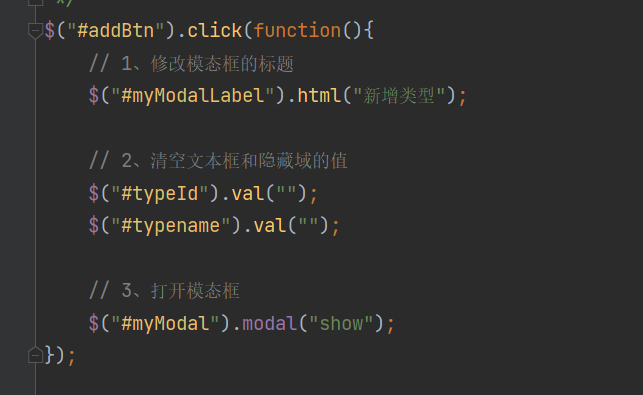 */
$("#addBtn").click(function(){
// 1、修改模态框的标题
$("#myModalLabel").html("新增类型");
// 2、清空文本框和隐藏域的值
$("#typeId").val("");
$("#typename").val("");
// 3、打开模态框
$("#myModal").modal("show");
});